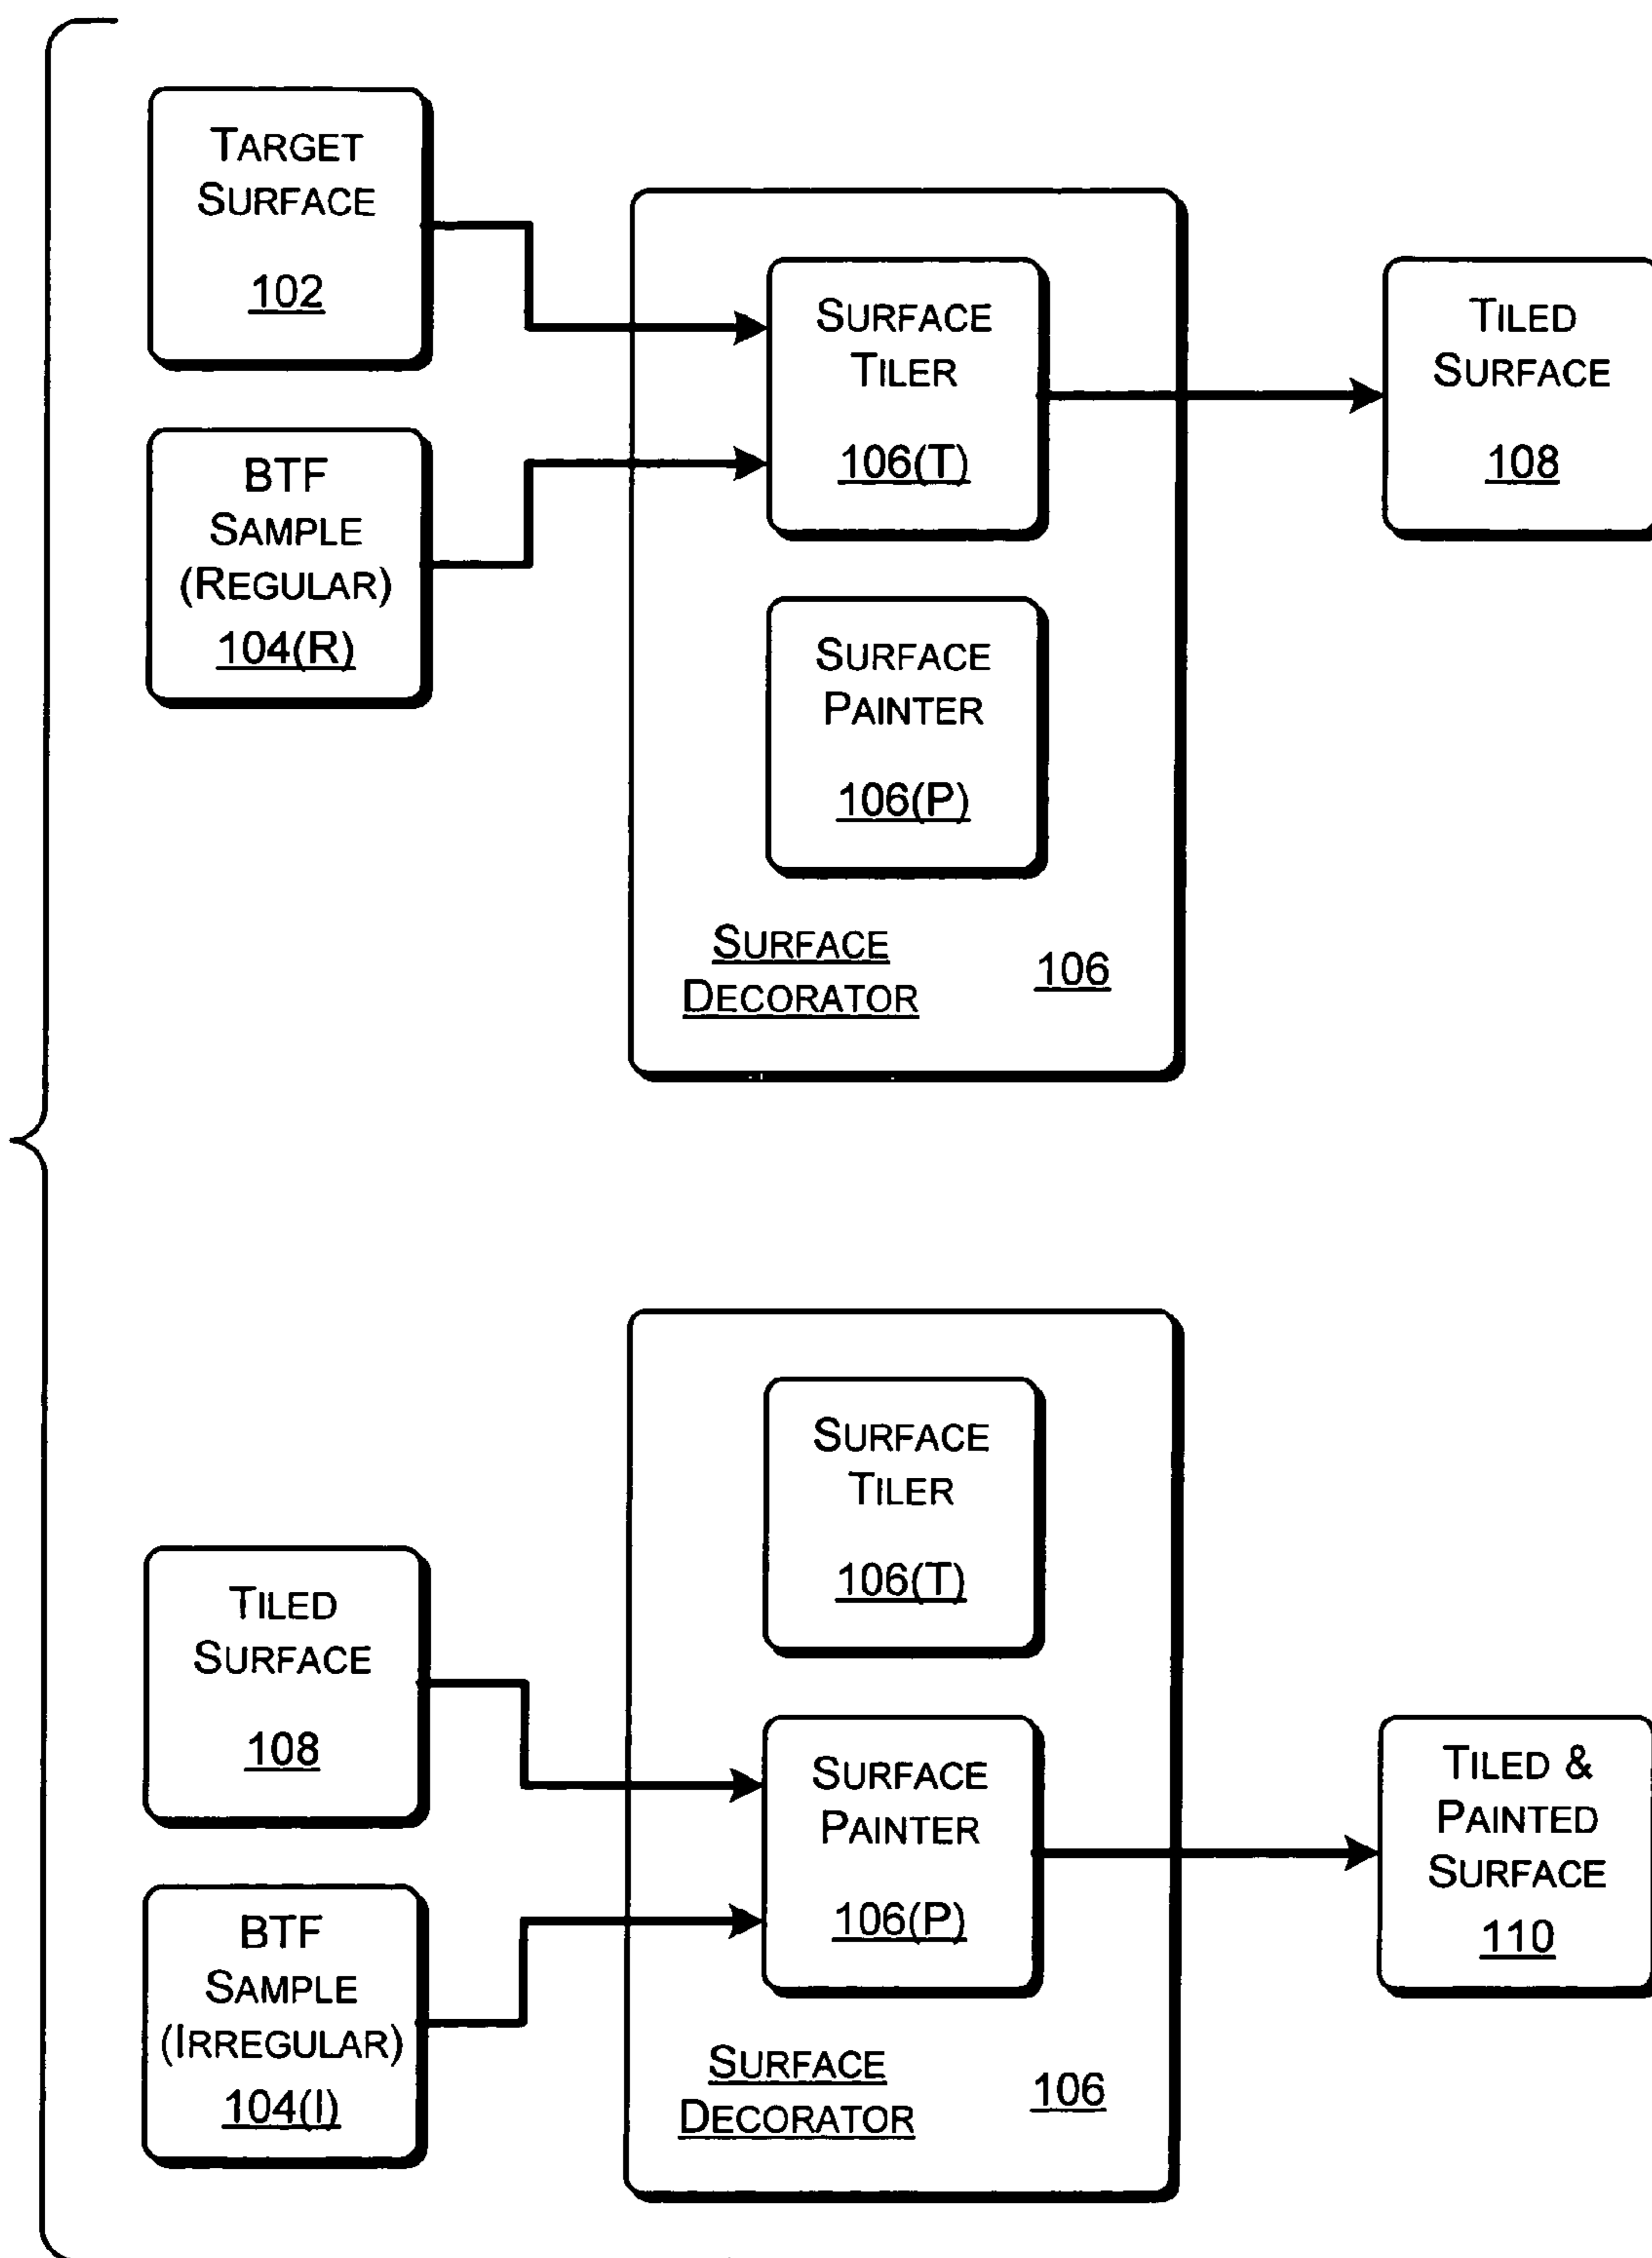 TARGET
SURFACE
102
BTF
SAMPLE
(REGULAR)
104(R)
SURFACE
TILER
106(T)
SURFACE
PAINTER
106(P)
SURFACE
DECORATOR
106
TILED
SURFACE
108
TILED
SURFACE
108
BTF
SAMPLE
(IRREGULAR)
104(I)
SURFACE
TILER
106(T)
SURFACE
PAINTER
106(P)
SURFACE
DECORATOR
106
TILED &
PAINTED
SURFACE
110